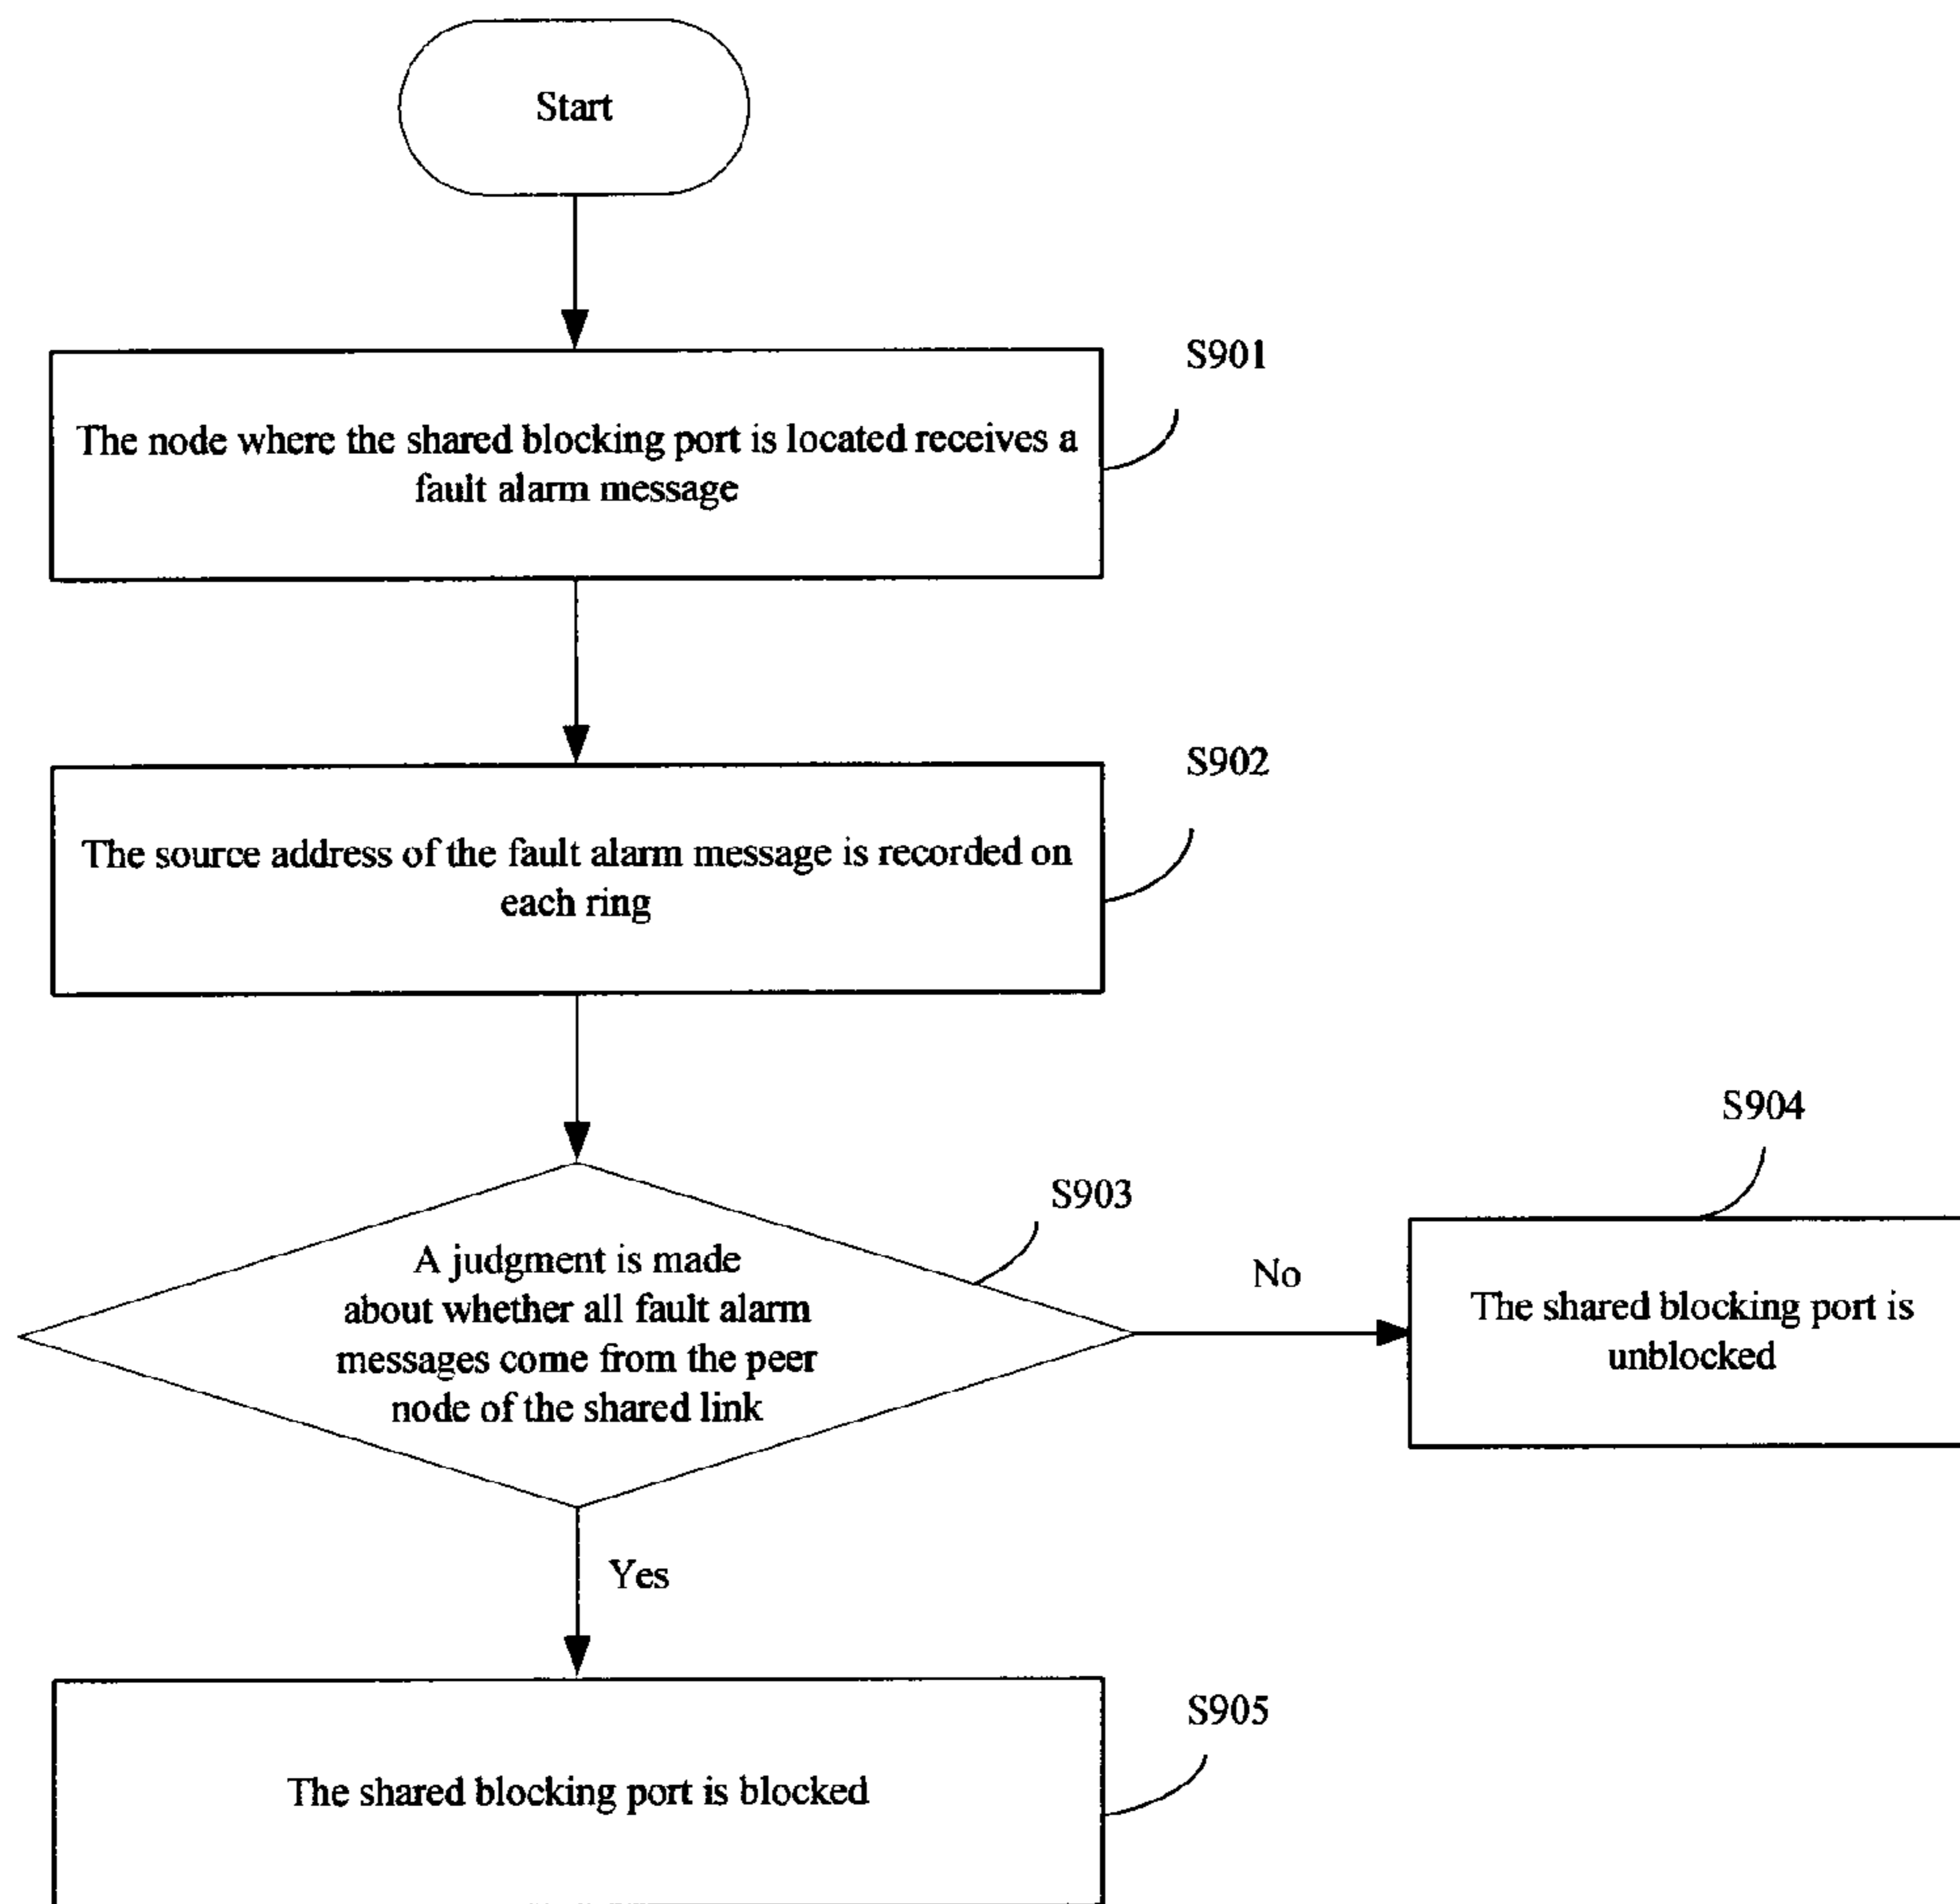 Start
S901
The node where the shared blocking port is located receives a
fault alarm message
S902
The source address of the fault alarm message is recorded on
each ring
S903
A judgment is made
about whether all fault alarm
messages come from the peer
node of the shared link
No
S904
The shared blocking port is
unblocked
Yes
S905
The shared blocking port is blocked